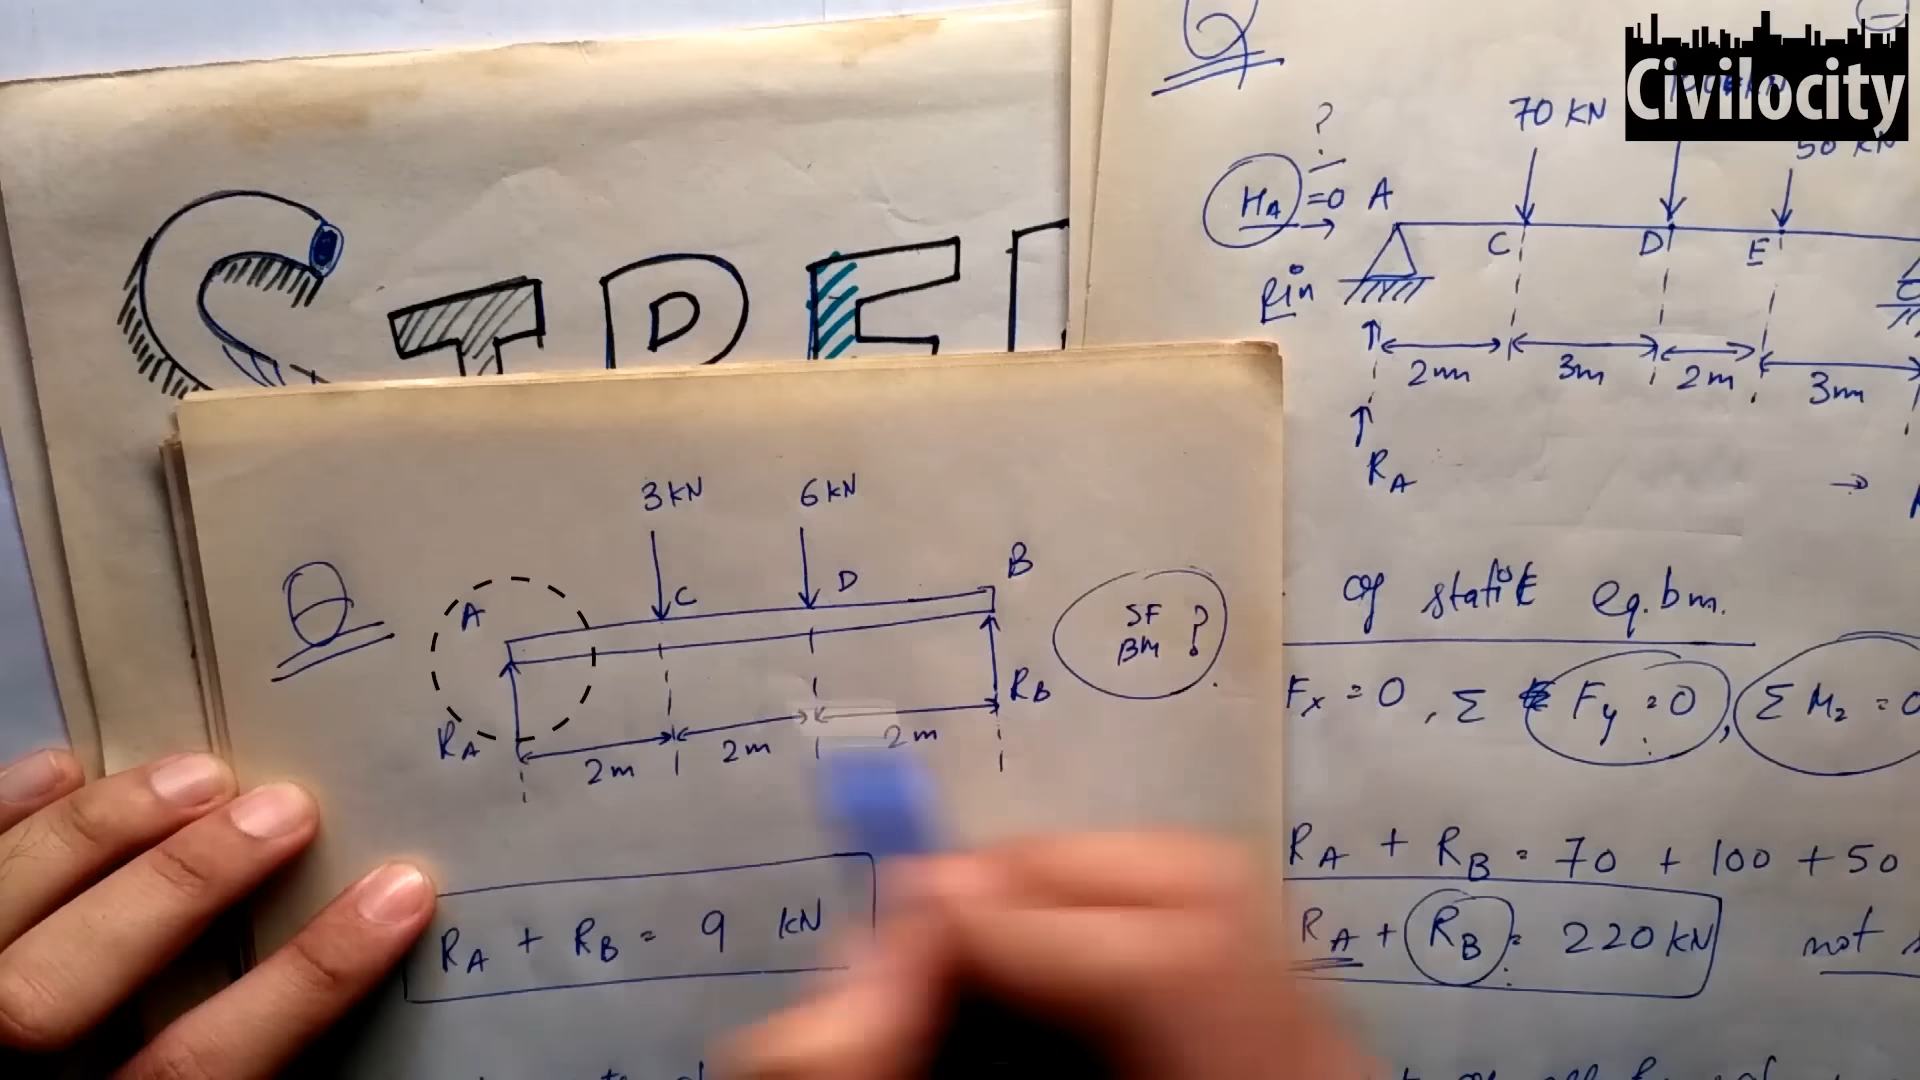 Civilocity
STRE
Q
70 KN
50 KN
?
HA =0 A
C D E
Pin
2m 3m 2m 3m
RA
3KN 6KN
Q
A C D B
SF
BM ?
RA RB
2m 2m 2m
RA + RB = 9 KN
of static eq.bm.
Fx = 0, Σ Fy = 0, Σ Mz = 0
RA + RB = 70 + 100 + 50
RA + RB = 220 KN not